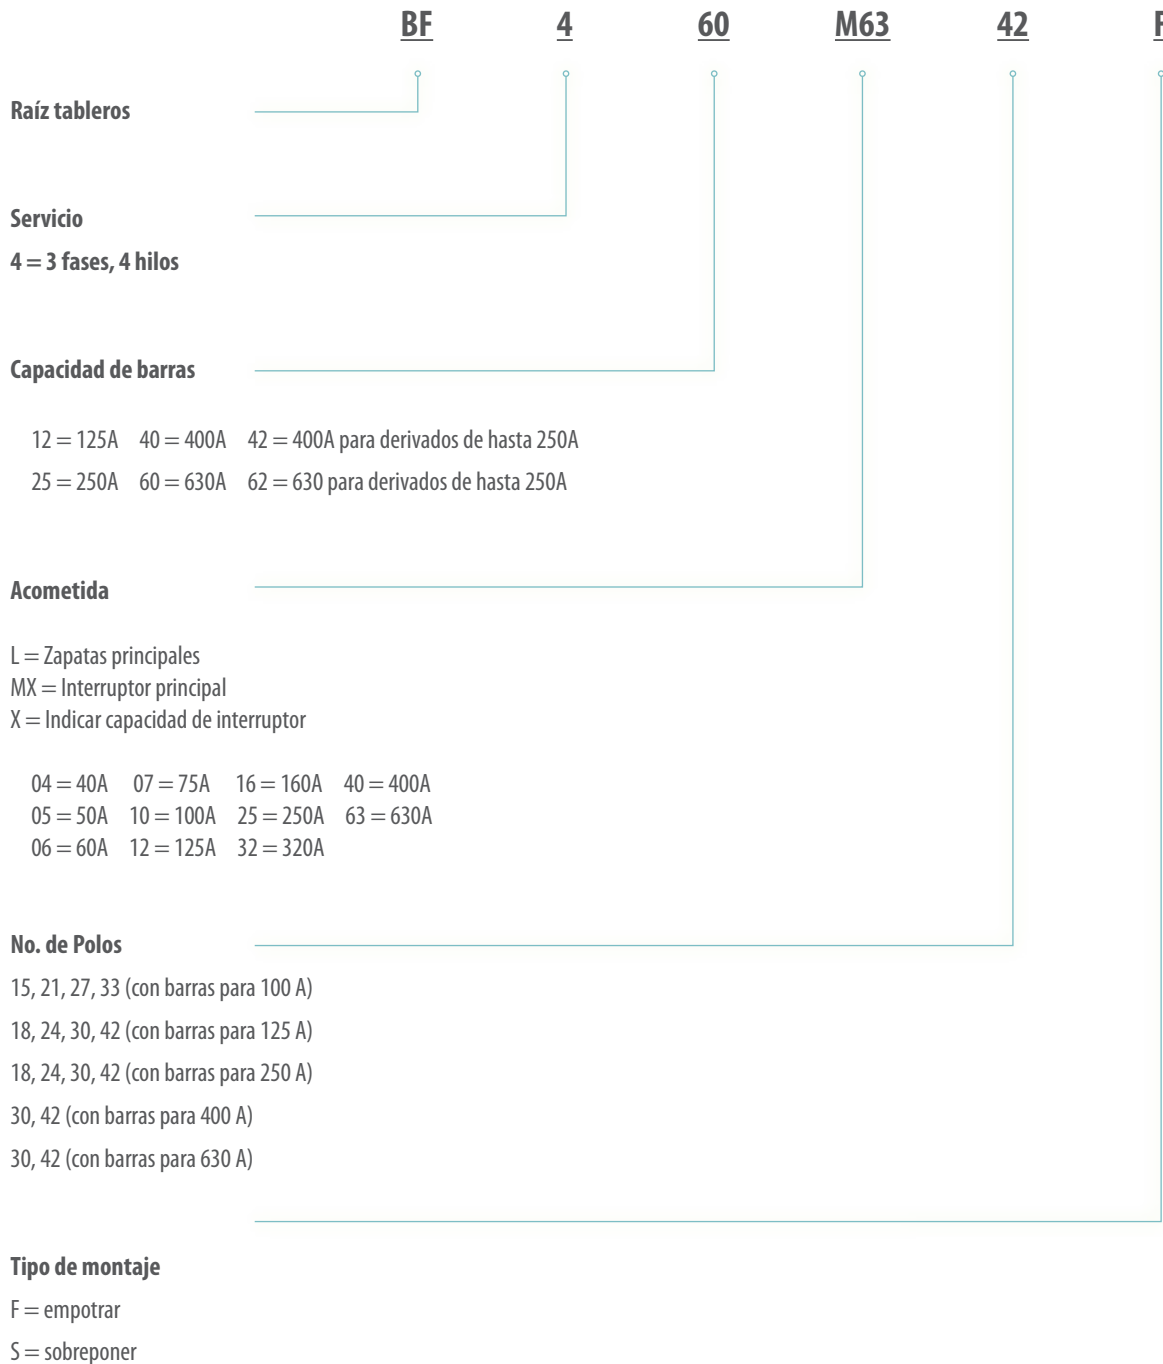 BF 4 60 M63 42 F
Raíz tableros
Servicio
4 = 3 fases, 4 hilos
Capacidad de barras
12 = 125A 40 = 400A 42 = 400A para derivados de hasta 250A
25 = 250A 60 = 630A 62 = 630 para derivados de hasta 250A
Acometida
L = Zapatas principales
MX = Interruptor principal
X = Indicar capacidad de interruptor
04 = 40A 07 = 75A 16 = 160A 40 = 400A
05 = 50A 10 = 100A 25 = 250A 63 = 630A
06 = 60A 12 = 125A 32 = 320A
No. de Polos
15, 21, 27, 33 (con barras para 100 A)
18, 24, 30, 42 (con barras para 125 A)
18, 24, 30, 42 (con barras para 250 A)
30, 42 (con barras para 400 A)
30, 42 (con barras para 630 A)
Tipo de montaje
F = empotrar
S = sobreponer